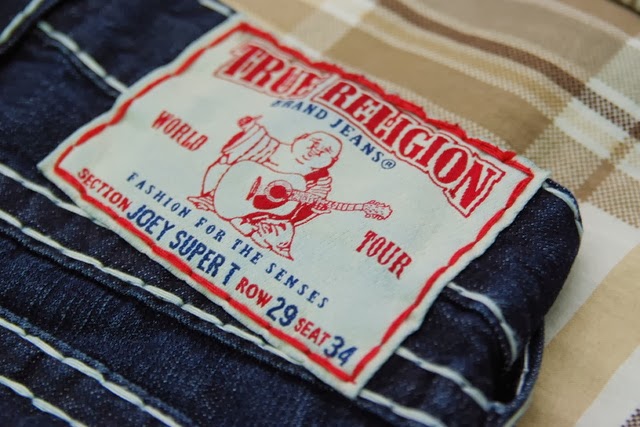 TRUE RELIGION
BRAND JEANS®
WORLD TOUR
FASHION FOR THE SENSES
SECTION JOEY SUPER T ROW 29 SEAT 34